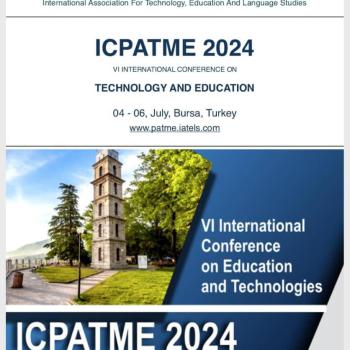 International Association For Technology, Education And Language Studies
ICPATME 2024
VI INTERNATIONAL CONFERENCE ON
TECHNOLOGY AND EDUCATION
04 - 06, July, Bursa, Turkey
www.patme.iatels.com
VI International
Conference
on Education
and Technologies
ICPATME 2024